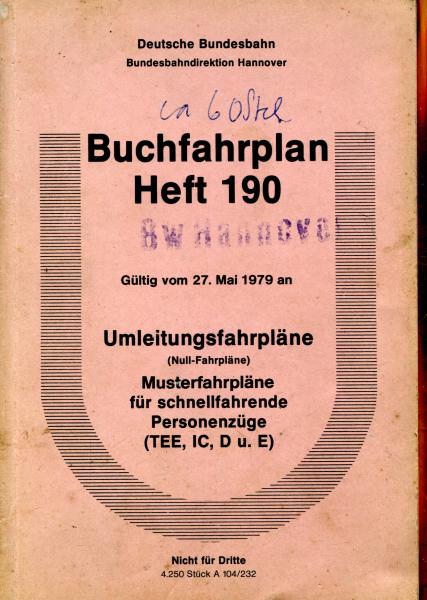 Deutsche Bundesbahn
Bundesbahndirektion Hannover
ca 60 Stck
Buchfahrplan
Heft 190
Bw Hannover
Gültig vom 27. Mai 1979 an
Umleitungsfahrpläne
(Null-Fahrpläne)
Musterfahrpläne
für schnellfahrende
Personenzüge
(TEE, IC, D u. E)
Nicht für Dritte
4.250 Stück A 104/232